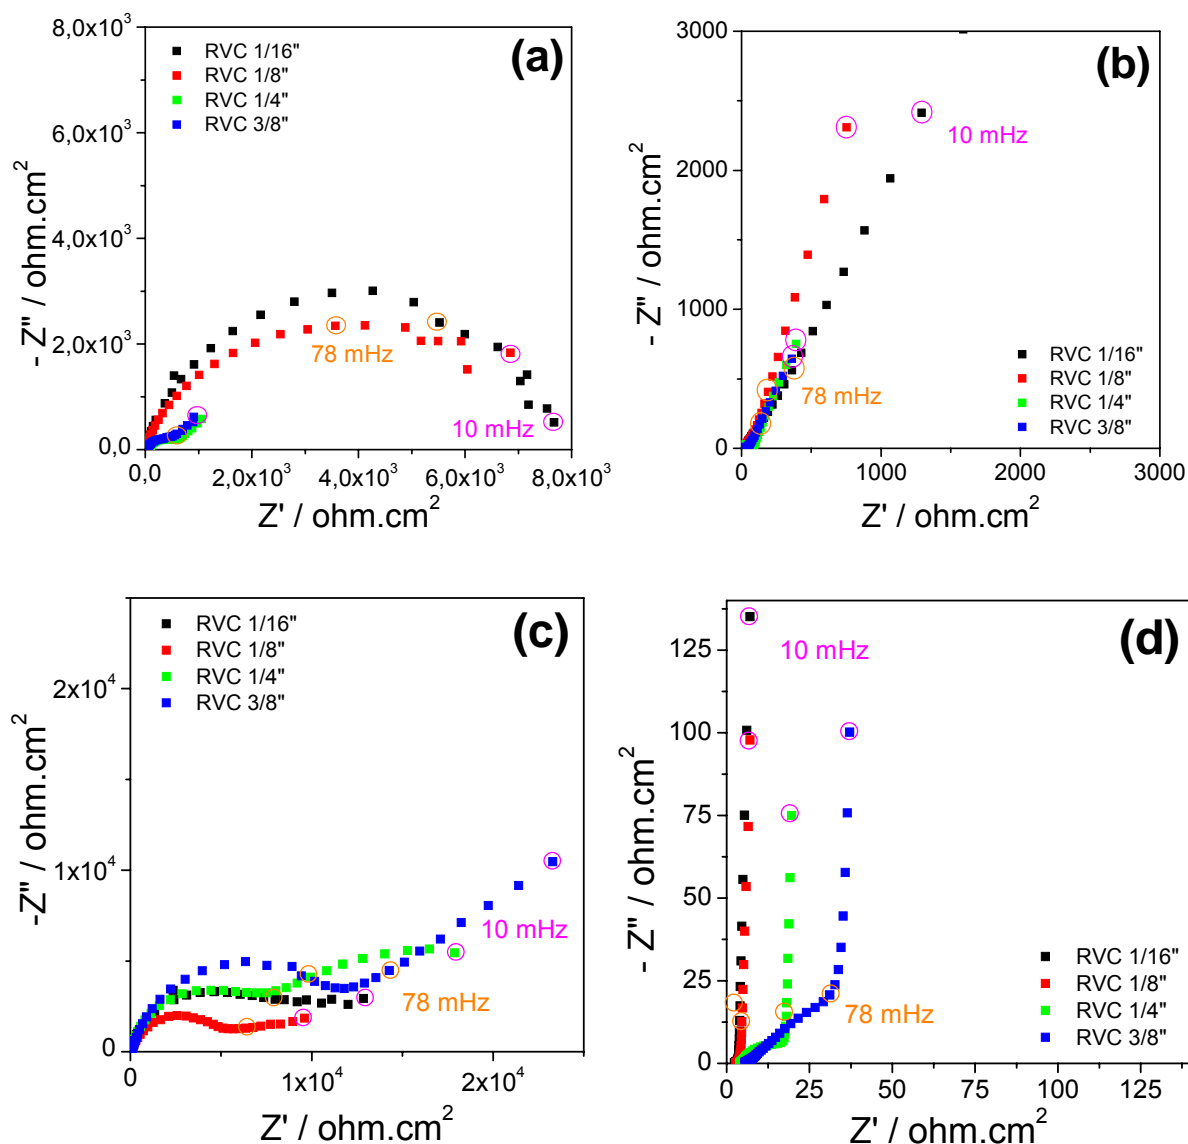 (a)
8,0x10³
6,0x10³
4,0x10³
2,0x10³
0,0
- Z'' / ohm.cm²
RVC 1/16"
RVC 1/8"
RVC 1/4"
RVC 3/8"
78 mHz
10 mHz
0,0 2,0x10³ 4,0x10³ 6,0x10³ 8,0x10³
Z' / ohm.cm²
(b)
3000
2000
1000
0
- Z'' / ohm.cm²
10 mHz
78 mHz
RVC 1/16"
RVC 1/8"
RVC 1/4"
RVC 3/8"
0 1000 2000 3000
Z' / ohm.cm²
(c)
2x10⁴
1x10⁴
0
-Z'' / ohm.cm²
RVC 1/16"
RVC 1/8"
RVC 1/4"
RVC 3/8"
10 mHz
78 mHz
0 1x10⁴ 2x10⁴
Z' / ohm.cm²
(d)
125
100
75
50
25
0
- Z'' / ohm.cm²
10 mHz
78 mHz
RVC 1/16"
RVC 1/8"
RVC 1/4"
RVC 3/8"
0 25 50 75 100 125
Z' / ohm.cm²